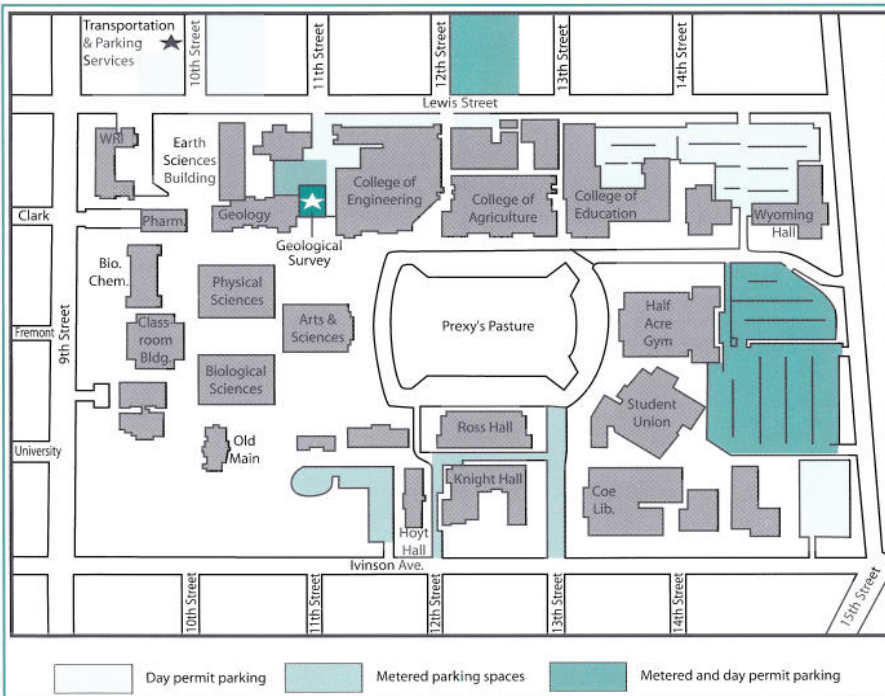 Transportation
& Parking
Services
10th Street
11th Street
12th Street
13th Street
14th Street
Lewis Street
WRI
Earth
Sciences
Building
College of
Engineering
College of
Agriculture
College of
Education
Clark
Pharm.
Geology
Geological
Survey
Wyoming
Hall
Bio.
Chem.
Physical
Sciences
Arts &
Sciences
Prexy's Pasture
Half
Acre
Gym
Fremont
9th Street
Class-
room
Bldg.
Biological
Sciences
Student
Union
University
Old
Main
Ross Hall
Knight Hall
Coe
Lib.
Hoyt
Hall
Ivinson Ave.
10th Street
11th Street
12th Street
13th Street
14th Street
15th Street
Day permit parking
Metered parking spaces
Metered and day permit parking